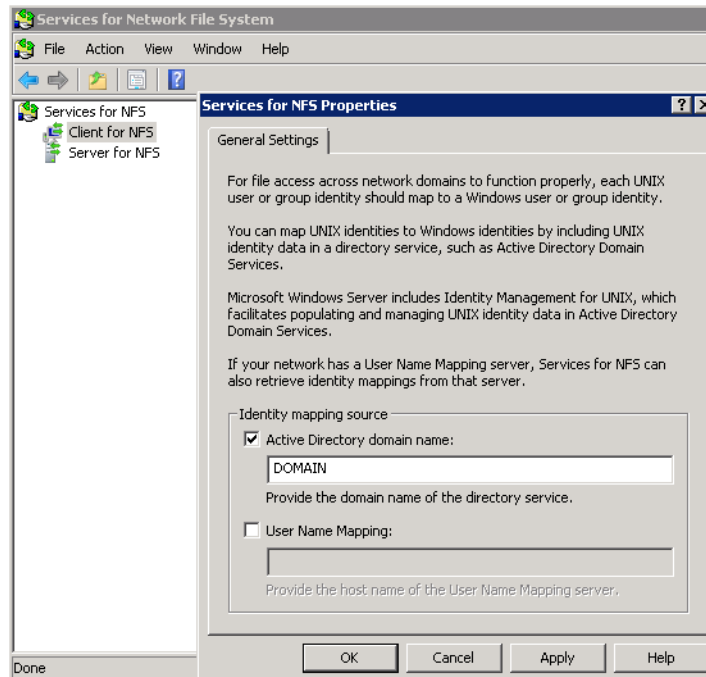 Services for Network File System
File Action View Window Help
Services for NFS
Client for NFS
Server for NFS
Services for NFS Properties
General Settings
For file access across network domains to function properly, each UNIX
user or group identity should map to a Windows user or group identity.
You can map UNIX identities to Windows identities by including UNIX
identity data in a directory service, such as Active Directory Domain
Services.
Microsoft Windows Server includes Identity Management for UNIX, which
facilitates populating and managing UNIX identity data in Active Directory
Domain Services.
If your network has a User Name Mapping server, Services for NFS can
also retrieve identity mappings from that server.
Identity mapping source
Active Directory domain name:
DOMAIN
Provide the domain name of the directory service.
User Name Mapping:
Provide the host name of the User Name Mapping server.
OK Cancel Apply Help
Done